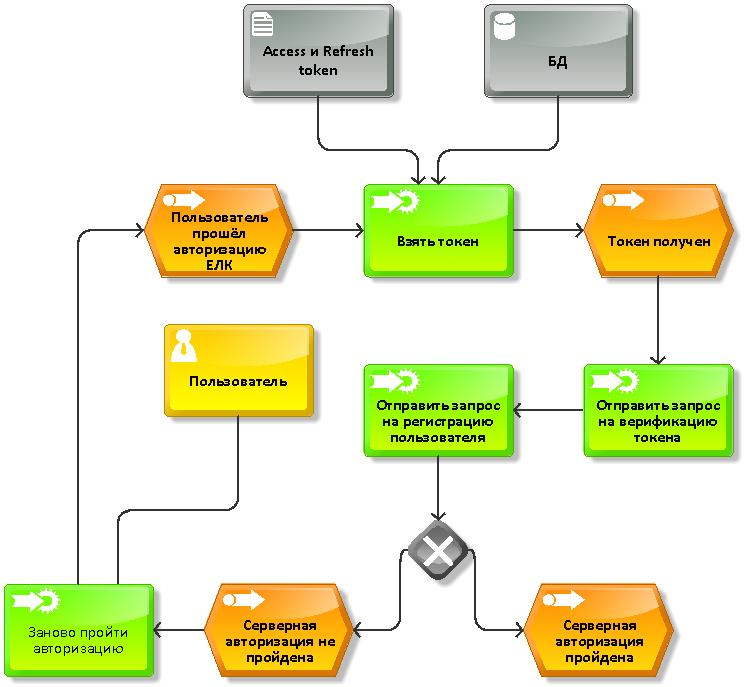 Access и Refresh
token
БД
Пользователь
прошёл
авторизацию
ЕЛК
Взять токен
Токен получен
Пользователь
Отправить запрос
на регистрацию
пользователя
Отправить запрос
на верификацию
токена
Заново пройти
авторизацию
Серверная
авторизация не
пройдена
Серверная
авторизация
пройдена